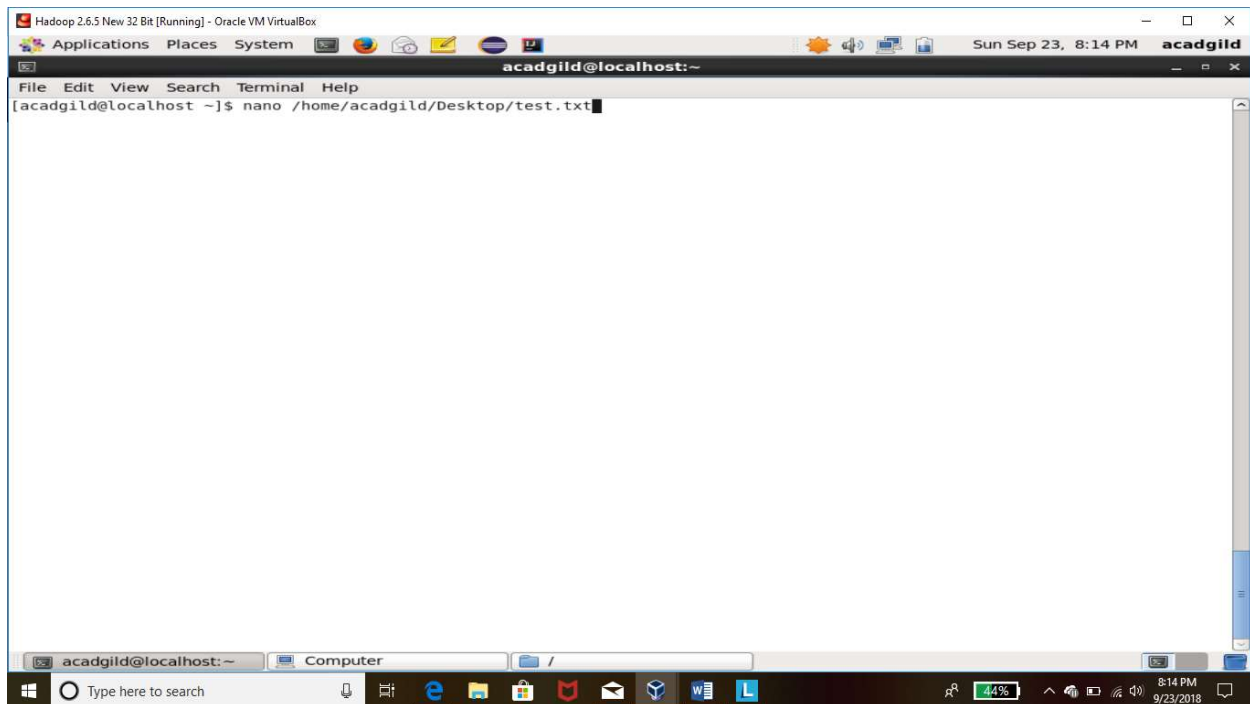 Hadoop 2.6.5 New 32 Bit [Running] - Oracle VM VirtualBox
Applications Places System Sun Sep 23, 8:14 PM acadgild
acadgild@localhost:~
File Edit View Search Terminal Help
[acadgild@localhost ~]$ nano /home/acadgild/Desktop/test.txt
acadgild@localhost:~ Computer /
Type here to search 44% 8:14 PM
9/23/2018